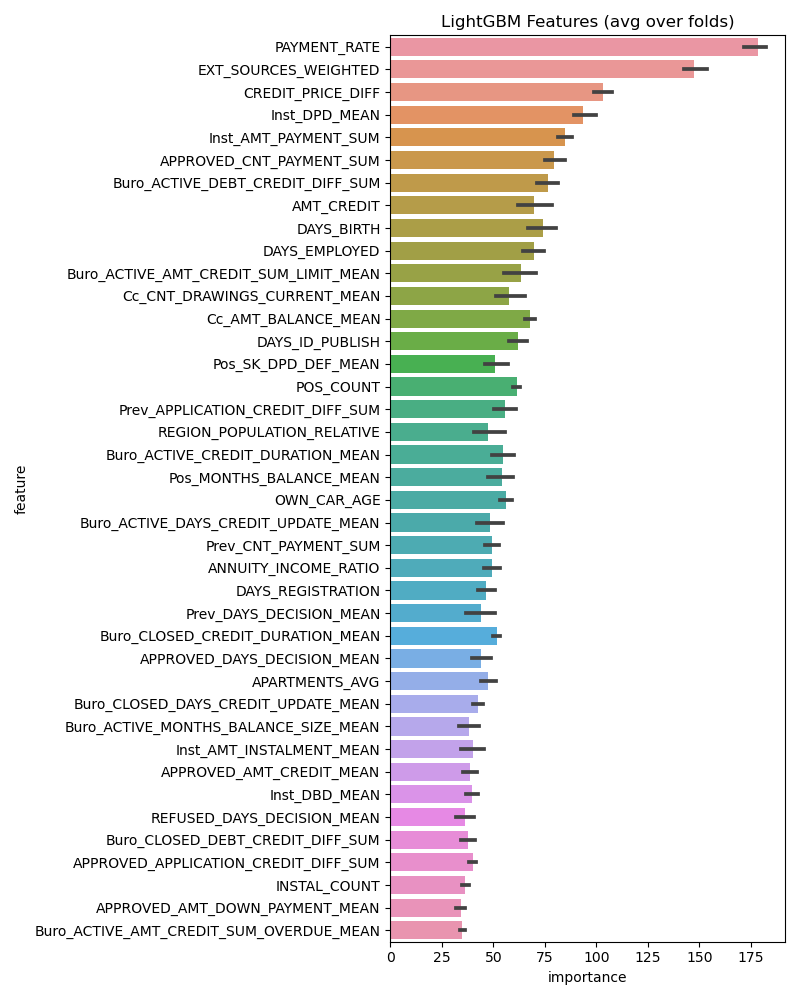 LightGBM Features (avg over folds)
PAYMENT_RATE
EXT_SOURCES_WEIGHTED
CREDIT_PRICE_DIFF
Inst_DPD_MEAN
Inst_AMT_PAYMENT_SUM
APPROVED_CNT_PAYMENT_SUM
Buro_ACTIVE_DEBT_CREDIT_DIFF_SUM
AMT_CREDIT
DAYS_BIRTH
DAYS_EMPLOYED
Buro_ACTIVE_AMT_CREDIT_SUM_LIMIT_MEAN
Cc_CNT_DRAWINGS_CURRENT_MEAN
Cc_AMT_BALANCE_MEAN
DAYS_ID_PUBLISH
Pos_SK_DPD_DEF_MEAN
POS_COUNT
Prev_APPLICATION_CREDIT_DIFF_SUM
REGION_POPULATION_RELATIVE
Buro_ACTIVE_CREDIT_DURATION_MEAN
Pos_MONTHS_BALANCE_MEAN
OWN_CAR_AGE
Buro_ACTIVE_DAYS_CREDIT_UPDATE_MEAN
Prev_CNT_PAYMENT_SUM
ANNUITY_INCOME_RATIO
DAYS_REGISTRATION
Prev_DAYS_DECISION_MEAN
Buro_CLOSED_CREDIT_DURATION_MEAN
APPROVED_DAYS_DECISION_MEAN
APARTMENTS_AVG
Buro_CLOSED_DAYS_CREDIT_UPDATE_MEAN
Buro_ACTIVE_MONTHS_BALANCE_SIZE_MEAN
Inst_AMT_INSTALMENT_MEAN
APPROVED_AMT_CREDIT_MEAN
Inst_DBD_MEAN
REFUSED_DAYS_DECISION_MEAN
Buro_CLOSED_DEBT_CREDIT_DIFF_SUM
APPROVED_APPLICATION_CREDIT_DIFF_SUM
INSTAL_COUNT
APPROVED_AMT_DOWN_PAYMENT_MEAN
Buro_ACTIVE_AMT_CREDIT_SUM_OVERDUE_MEAN
feature
0 25 50 75 100 125 150 175
importance